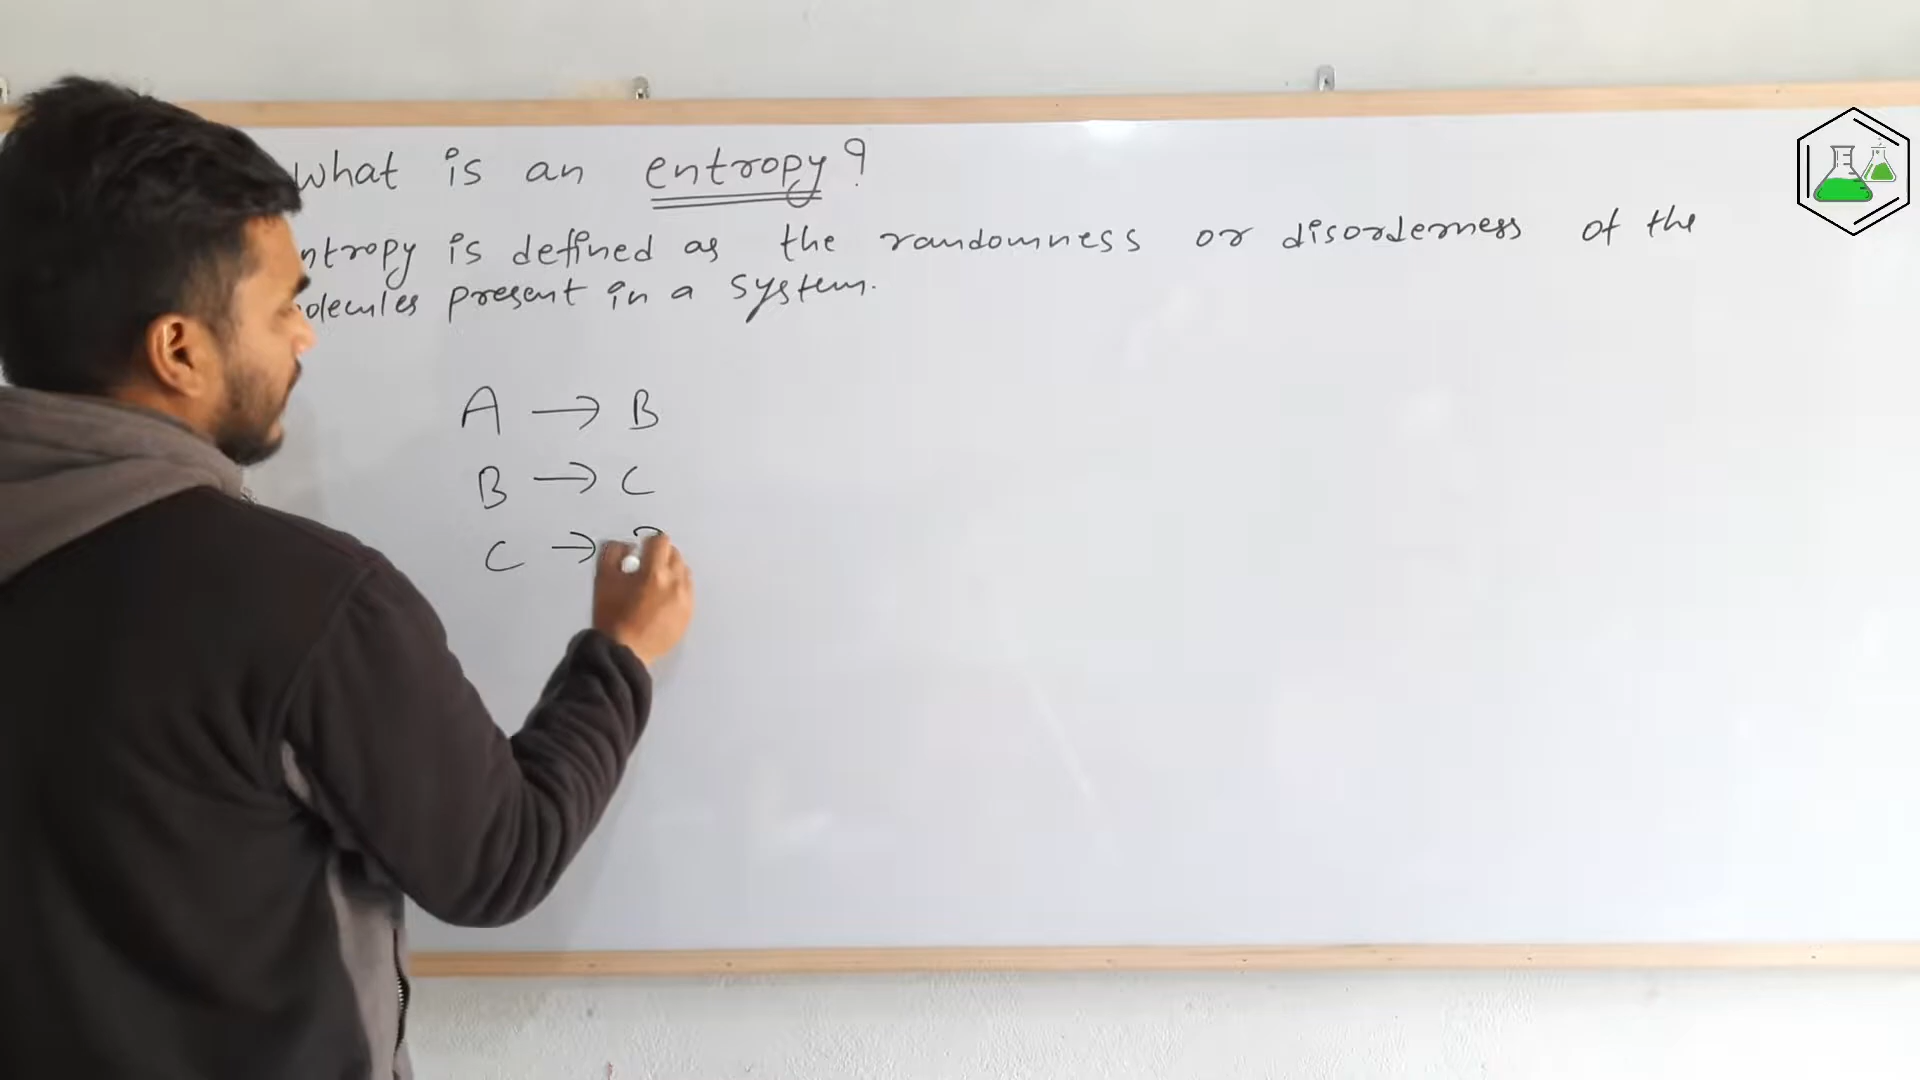 What is an entropy?
ntropy is defined as the randomness or disorderness of the
olecules present in a system.
A → B
B → C
C →